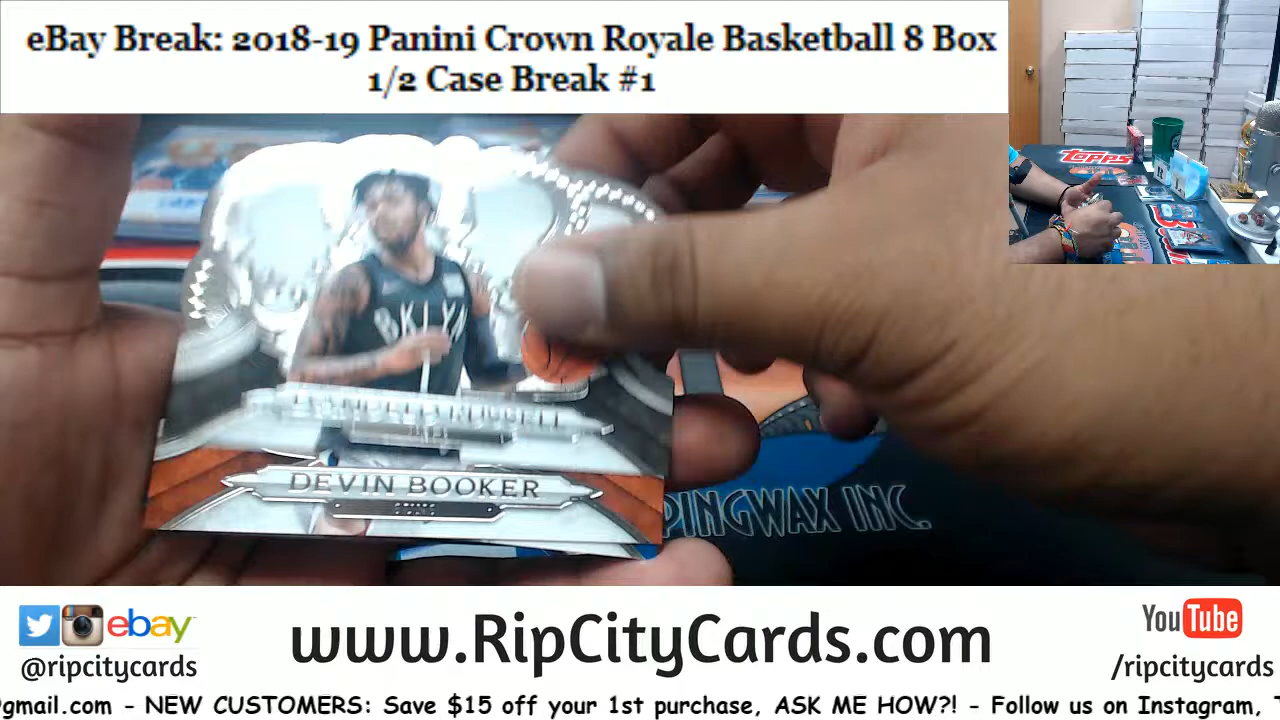 eBay Break: 2018-19 Panini Crown Royale Basketball 8 Box
1/2 Case Break #1
topps
BKLYN
DEVIN BOOKER
PINGWAX INC.
ebay
@ripcitycards
www.RipCityCards.com
YouTube
/ripcitycards
@gmail.com - NEW CUSTOMERS: Save $15 off your 1st purchase, ASK ME HOW?! - Follow us on Instagram, T